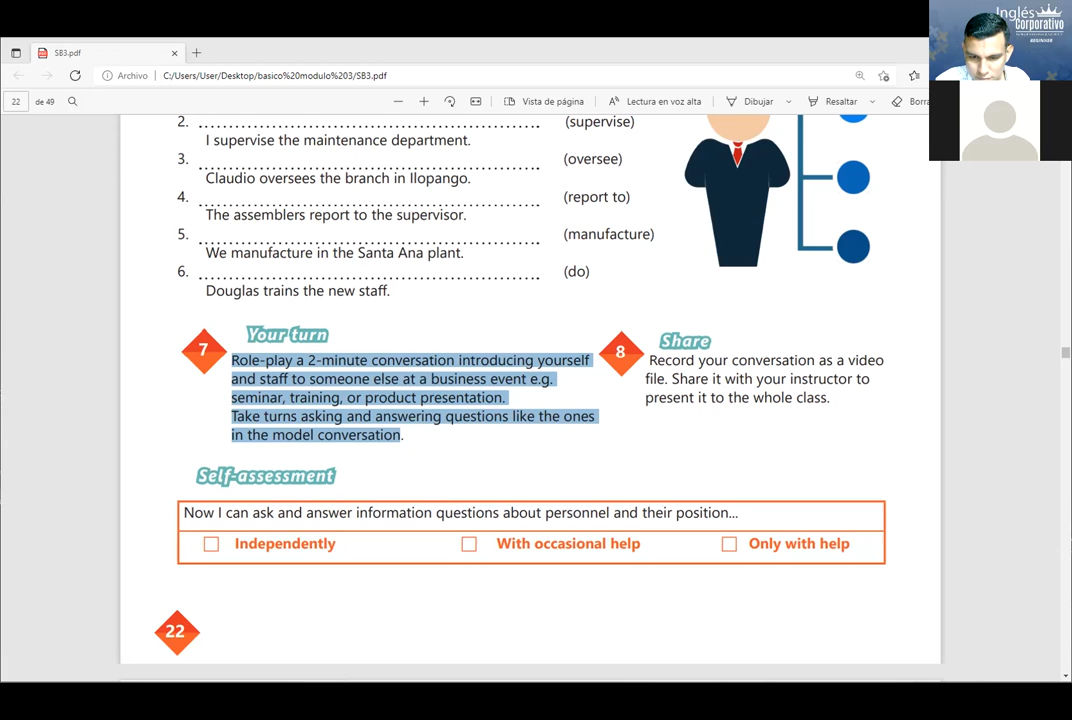 SB3.pdf
Archivo C:/Users/User/Desktop/basico%20modulo%203/SB3.pdf
22 de 49 Vista de página Lectura en voz alta Dibujar Resaltar Borra
Inglés
Corporativo
BEGINNER
2. (supervise)
I supervise the maintenance department.
3. (oversee)
Claudio oversees the branch in Ilopango.
4. (report to)
The assemblers report to the supervisor.
5. (manufacture)
We manufacture in the Santa Ana plant.
6. (do)
Douglas trains the new staff.
7 Your turn
Role-play a 2-minute conversation introducing yourself
and staff to someone else at a business event e.g.
seminar, training, or product presentation.
Take turns asking and answering questions like the ones
in the model conversation.
8 Share
Record your conversation as a video
file. Share it with your instructor to
present it to the whole class.
Self-assessment
Now I can ask and answer information questions about personnel and their position...
Independently With occasional help Only with help
22